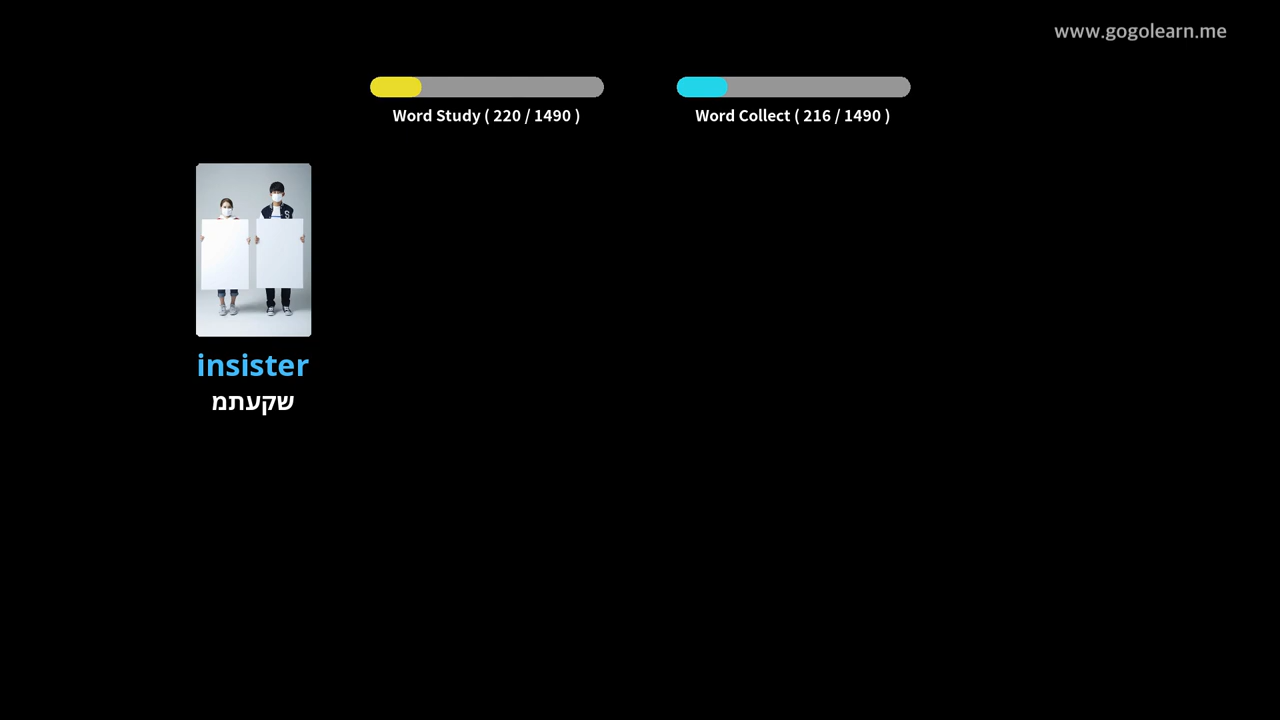 www.gogolearn.me
Word Study ( 220 / 1490 )
Word Collect ( 216 / 1490 )
insister
שקעתמ